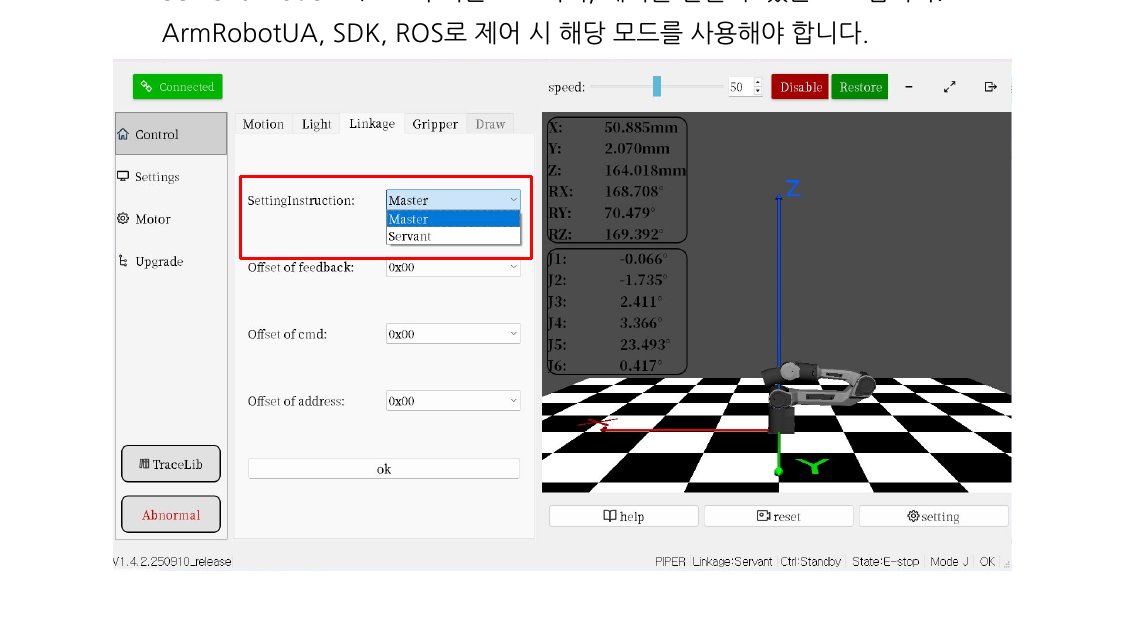 ArmRobotUA, SDK, ROS로 제어 시 해당 모드를 사용해야 합니다.
Connected
speed:
50
Disable
Restore
Control
Settings
Motor
Upgrade
TraceLib
Abnormal
Motion Light Linkage Gripper Draw
SettingInstruction: Master
Master
Servant
Offset of feedback: 0x00
Offset of cmd: 0x00
Offset of address: 0x00
ok
X: 50.885mm
Y: 2.070mm
Z: 164.018mm
RX: 168.708°
RY: 70.479°
RZ: 169.392°
J1: -0.066°
J2: -1.735°
J3: 2.411°
J4: 3.366°
J5: 23.493°
J6: 0.417°
Z
X
Y
help
reset
setting
V1.4.2.250910_release
PIPER Linkage:Servant Ctrl:Standby State:E-stop Mode J OK